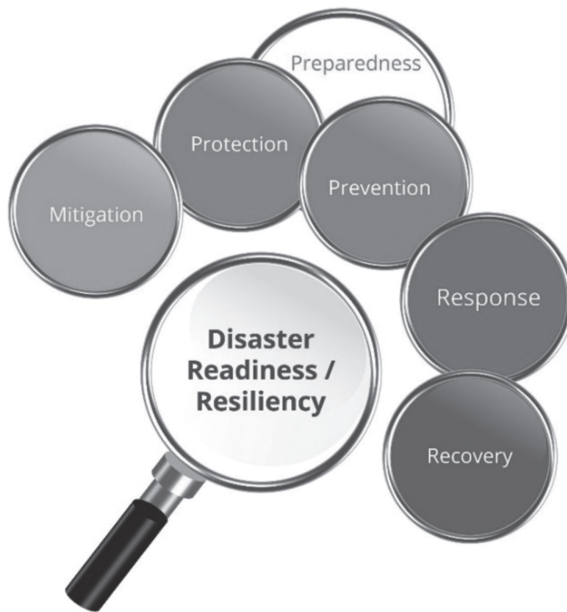 Preparedness
Protection
Prevention
Mitigation
Response
Disaster
Readiness /
Resiliency
Recovery